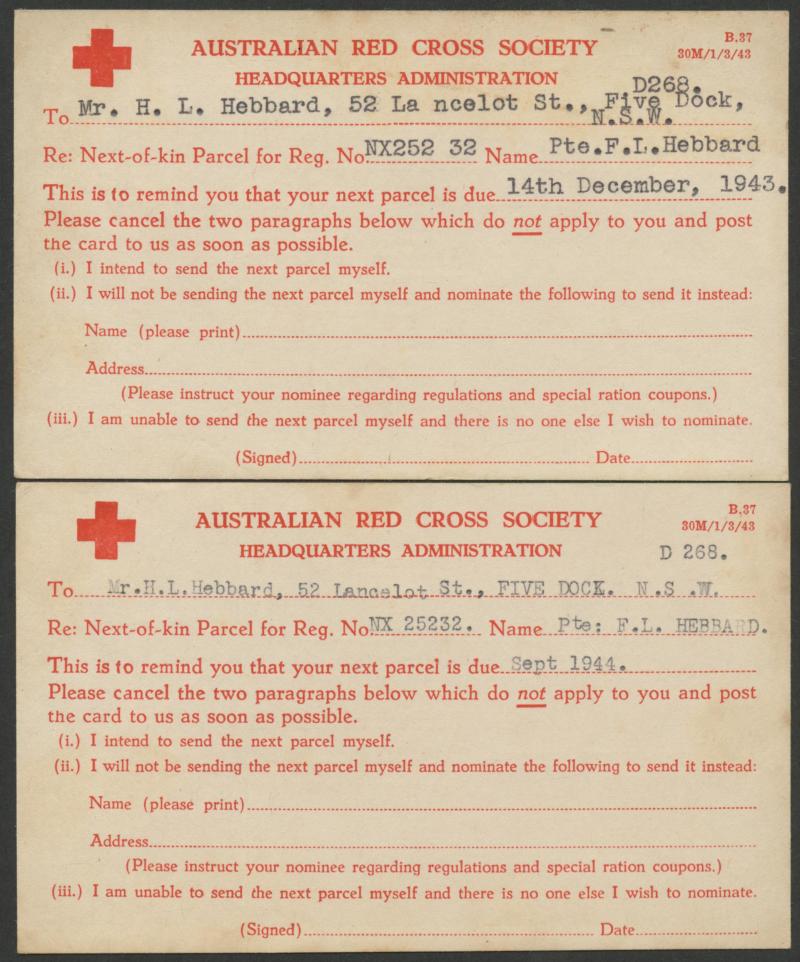 AUSTRALIAN RED CROSS SOCIETY
B.37
30M/1/3/43
HEADQUARTERS ADMINISTRATION
D268.
To Mr. H. L. Hebbard, 52 La ncelot St., Five Dock,
N.S.W.
Re: Next-of-kin Parcel for Reg. No. NX252 32 Name Pte.F.L.Hebbard
This is to remind you that your next parcel is due 14th December, 1943.
Please cancel the two paragraphs below which do not apply to you and post
the card to us as soon as possible.
(i.) I intend to send the next parcel myself.
(ii.) I will not be sending the next parcel myself and nominate the following to send it instead:
Name (please print)
Address
(Please instruct your nominee regarding regulations and special ration coupons.)
(iii.) I am unable to send the next parcel myself and there is no one else I wish to nominate.
(Signed) Date
AUSTRALIAN RED CROSS SOCIETY
B.37
30M/1/3/43
HEADQUARTERS ADMINISTRATION
D 268.
To Mr.H.L.Hebbard, 52 Lancelot St., FIVE DOCK. N.S .W.
Re: Next-of-kin Parcel for Reg. No. NX 25232. Name Pte: F.L. HEBBARD.
This is to remind you that your next parcel is due Sept 1944.
Please cancel the two paragraphs below which do not apply to you and post
the card to us as soon as possible.
(i.) I intend to send the next parcel myself.
(ii.) I will not be sending the next parcel myself and nominate the following to send it instead:
Name (please print)
Address
(Please instruct your nominee regarding regulations and special ration coupons.)
(iii.) I am unable to send the next parcel myself and there is no one else I wish to nominate.
(Signed) Date